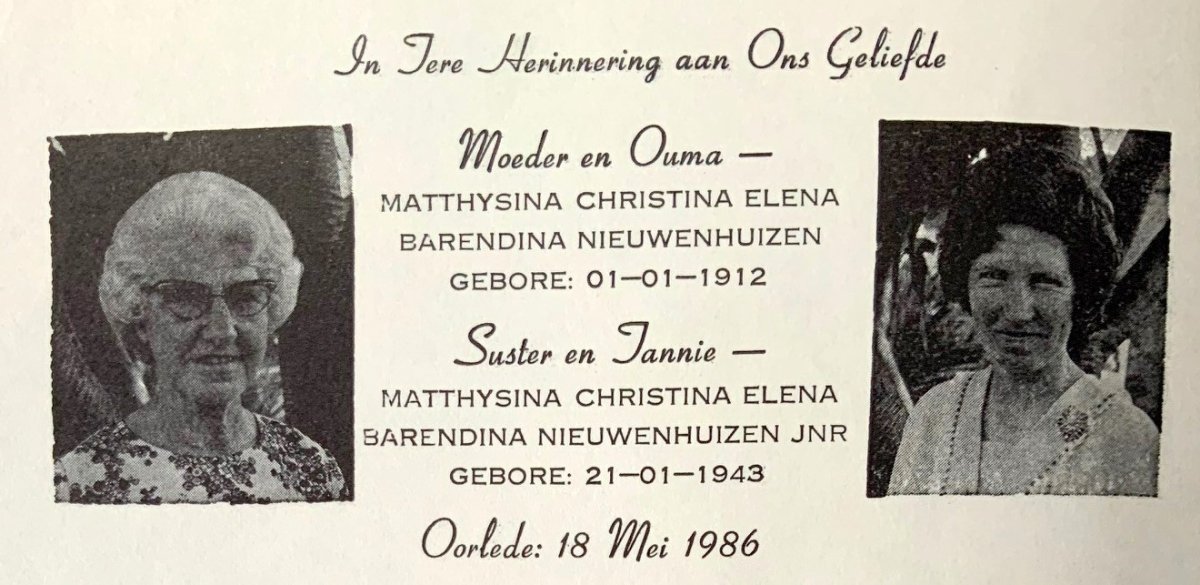 In Tere Herinnering aan Ons Geliefde
Moeder en Ouma —
MATTHYSINA CHRISTINA ELENA
BARENDINA NIEUWENHUIZEN
GEBORE: 01—01—1912
Suster en Tannie —
MATTHYSINA CHRISTINA ELENA
BARENDINA NIEUWENHUIZEN JNR
GEBORE: 21—01—1943
Oorlede: 18 Mei 1986